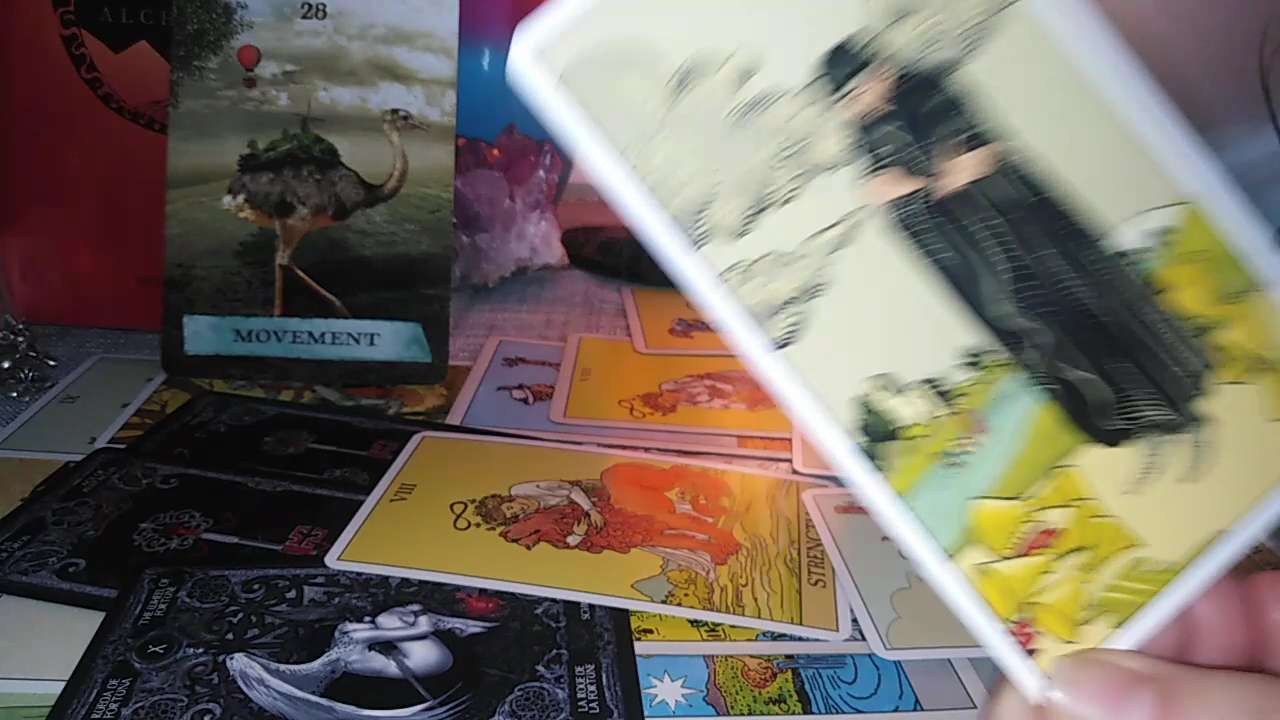 ALCH
28
MOVEMENT
IX
VIII
VIII
STRENGTH
X
THE WHEEL OF
FORTUNE
RUEDA DE
FORTUNA
LA ROUE DE
LA FORTUNE